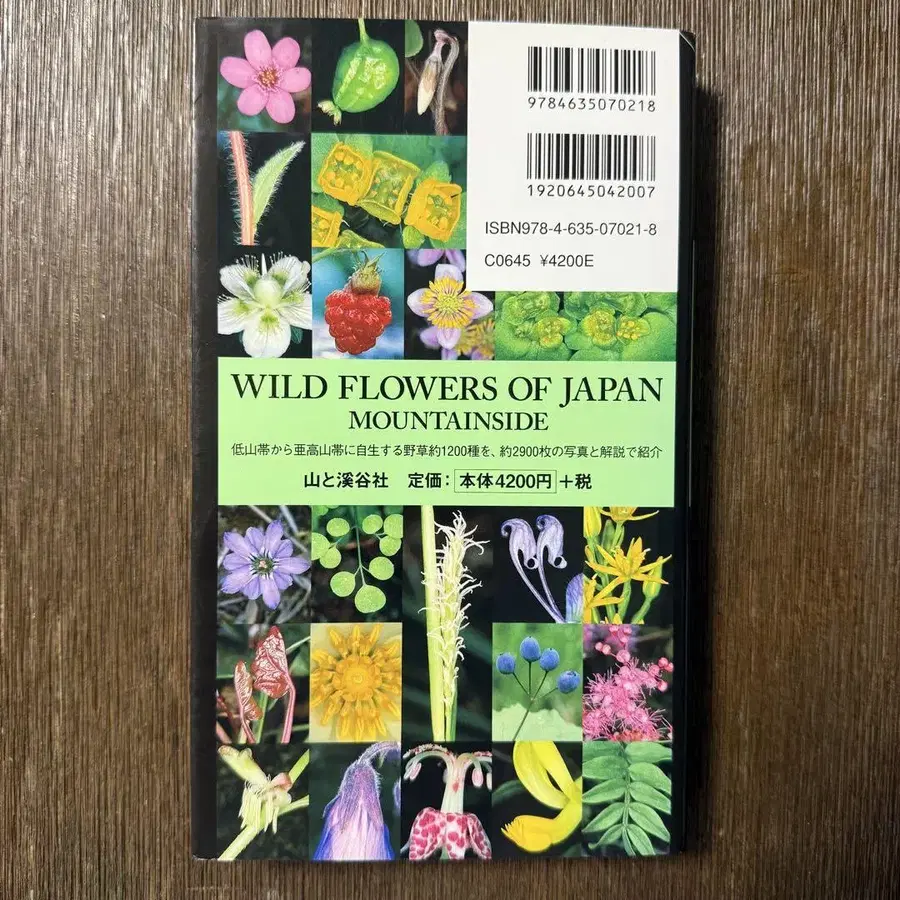 9784635070218
1920645042007
ISBN978-4-635-07021-8
C0645 ¥4200E
WILD FLOWERS OF JAPAN
MOUNTAINSIDE
低山帯から亜高山帯に自生する野草約1200種を、約2900枚の写真と解説で紹介
山と溪谷社 定価：本体4200円＋税